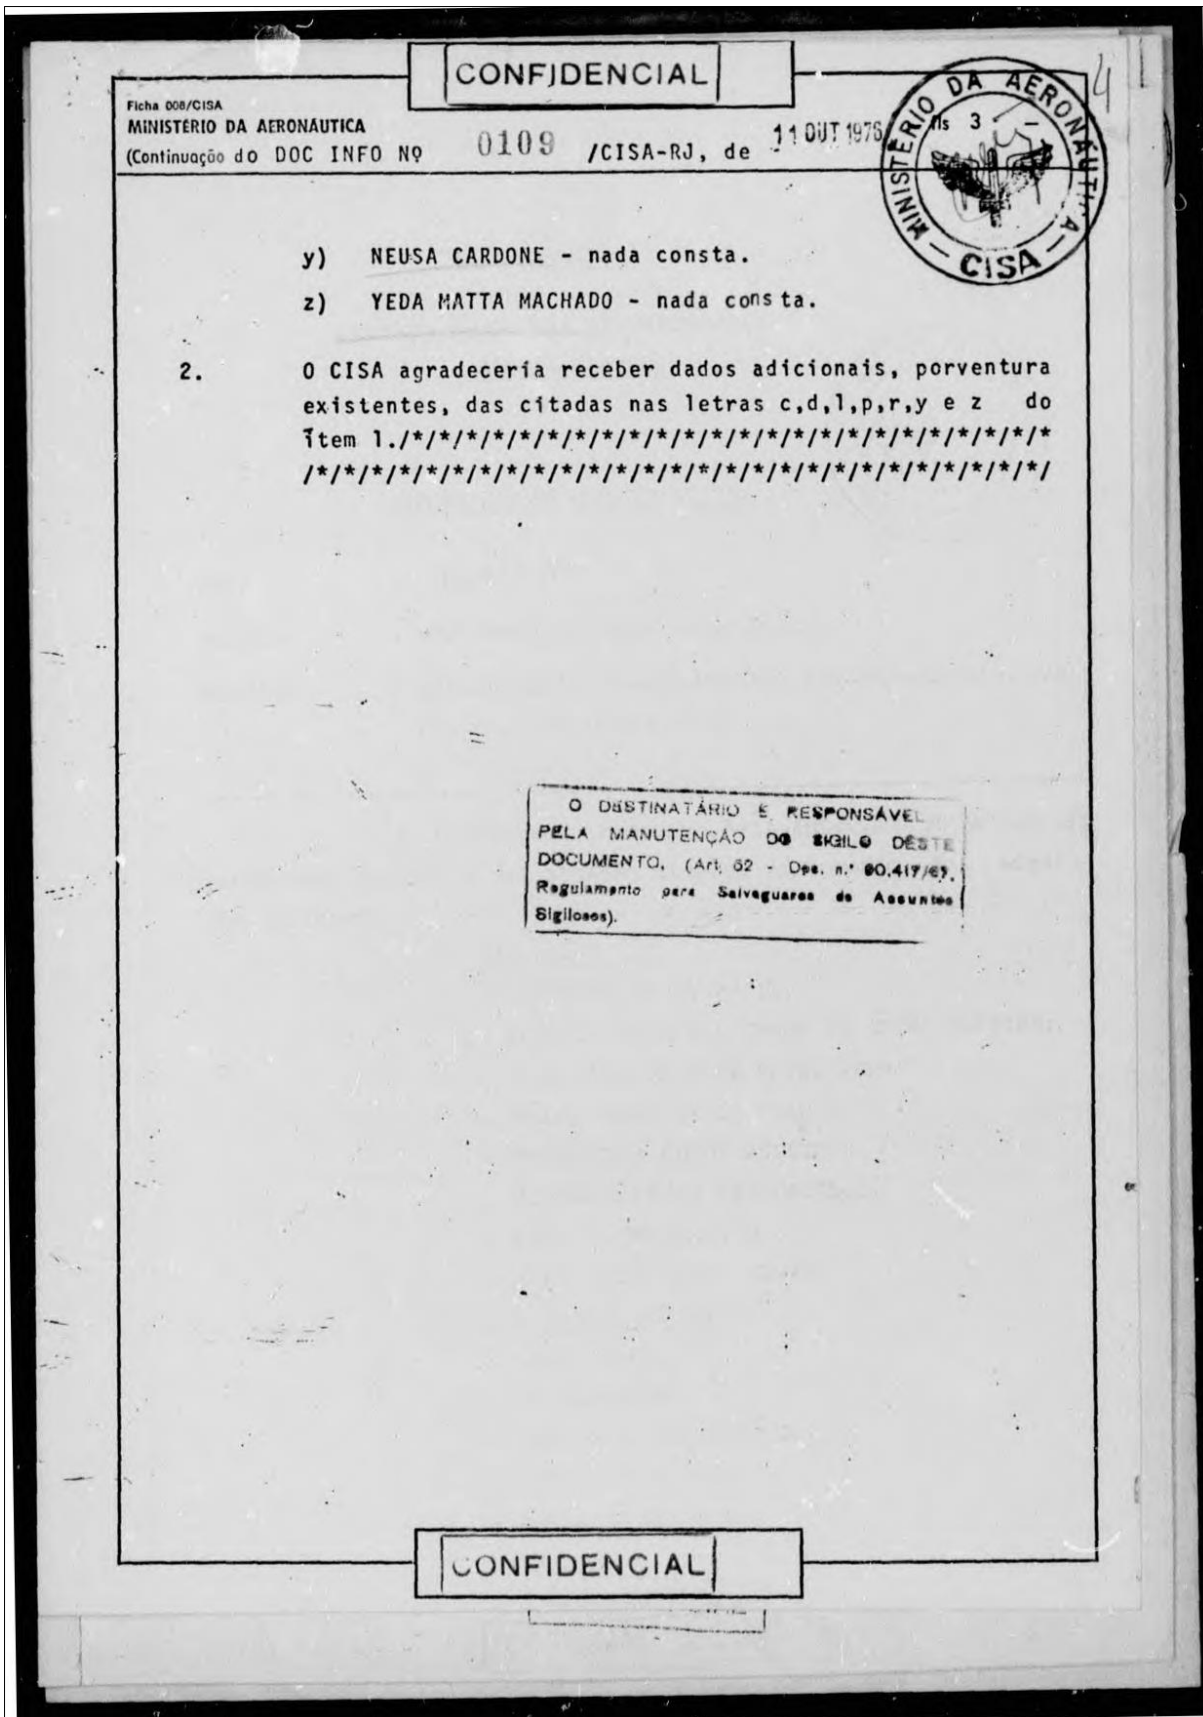 CONFIDENCIAL
4
Ficha 008/CISA
MINISTÉRIO DA AERONÁUTICA
(Continuação do DOC INFO Nº 0109 /CISA-RJ, de 11 OUT 1976
fls 3 -
MINISTÉRIO DA AERONÁUTICA
- CISA -
y) NEUSA CARDONE - nada consta.
z) YEDA MATTA MACHADO - nada consta.
2. O CISA agradeceria receber dados adicionais, porventura
existentes, das citadas nas letras c,d,l,p,r,y e z do
ítem 1./*/*/*/*/*/*/*/*/*/*/*/*/*/*/*/*/*/*/*/*/*/*/*/*
/*/*/*/*/*/*/*/*/*/*/*/*/*/*/*/*/*/*/*/*/*/*/*/*/*/*/*/
O DESTINATÁRIO É RESPONSÁVEL
PELA MANUTENÇÃO DO SIGILO DESTE
DOCUMENTO. (Art. 62 - Dec. n.º 60.417/67,
Regulamento para Salvaguarda de Assuntos
Sigilosos).
CONFIDENCIAL